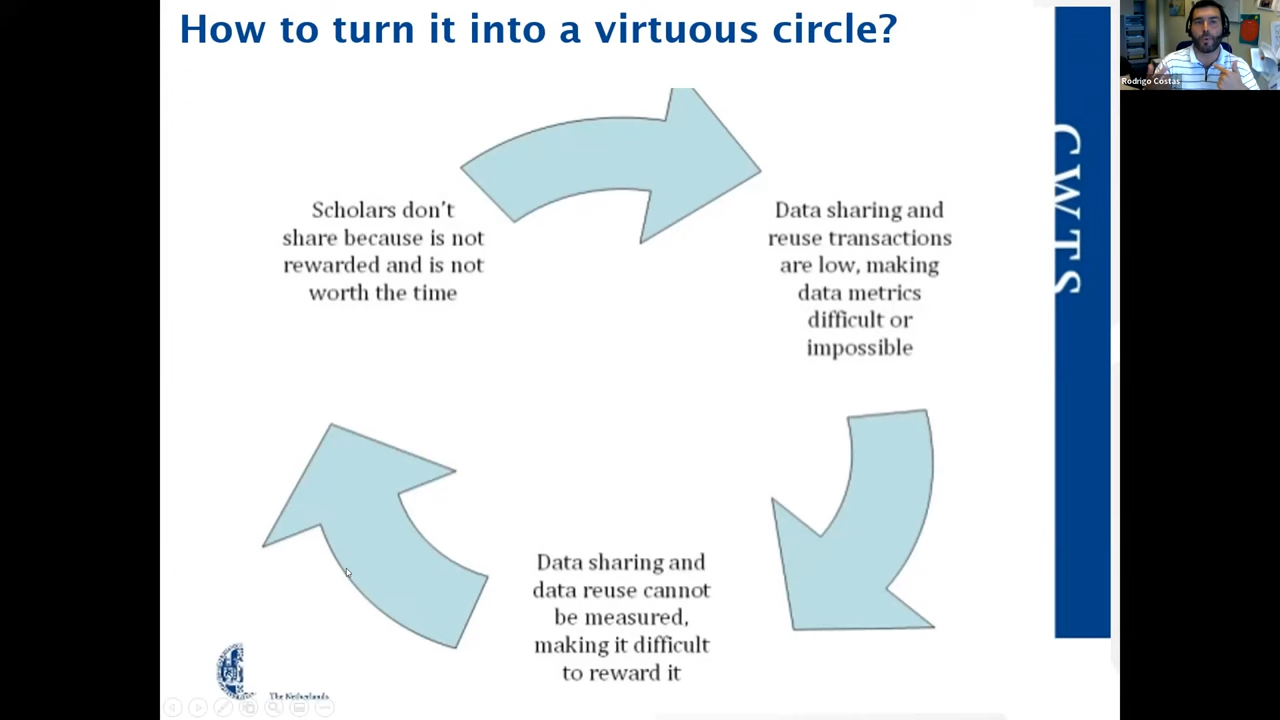 How to turn it into a virtuous circle?
Rodrigo Costas
Scholars don't
share because is not
rewarded and is not
worth the time
Data sharing and
reuse transactions
are low, making
data metrics
difficult or
impossible
CWTS
Data sharing and
data reuse cannot
be measured,
making it difficult
to reward it
The Netherlands